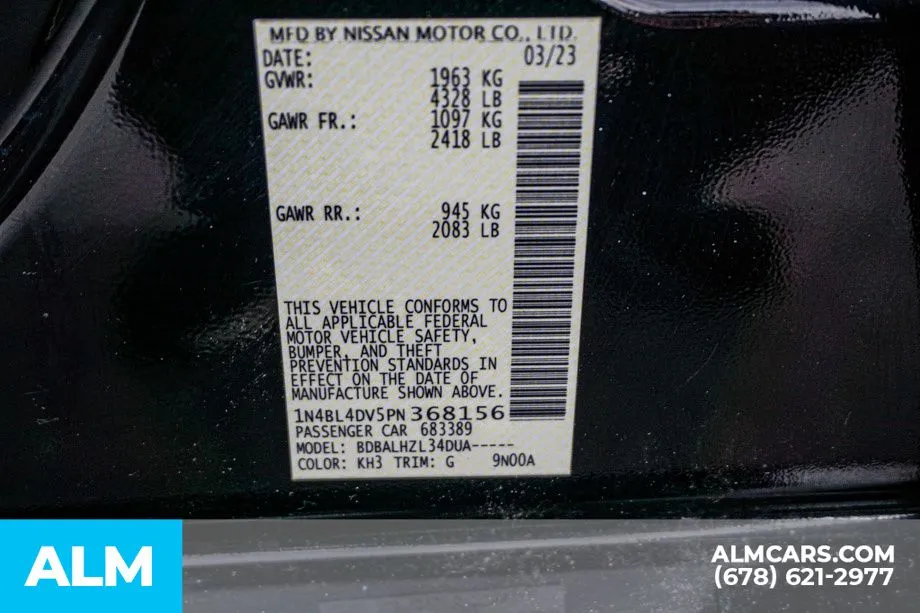 MFD BY NISSAN MOTOR CO., LTD.
DATE: 03/23
GVWR: 1963 KG
4328 LB
GAWR FR.: 1097 KG
2418 LB
GAWR RR.: 945 KG
2083 LB
THIS VEHICLE CONFORMS TO
ALL APPLICABLE FEDERAL
MOTOR VEHICLE SAFETY,
BUMPER, AND THEFT
PREVENTION STANDARDS IN
EFFECT ON THE DATE OF
MANUFACTURE SHOWN ABOVE.
1N4BL4DV5PN368156
PASSENGER CAR 683389
MODEL: BDBALHZL34DUA-----
COLOR: KH3 TRIM: G 9N00A
ALM
ALMCARS.COM
(678) 621-2977